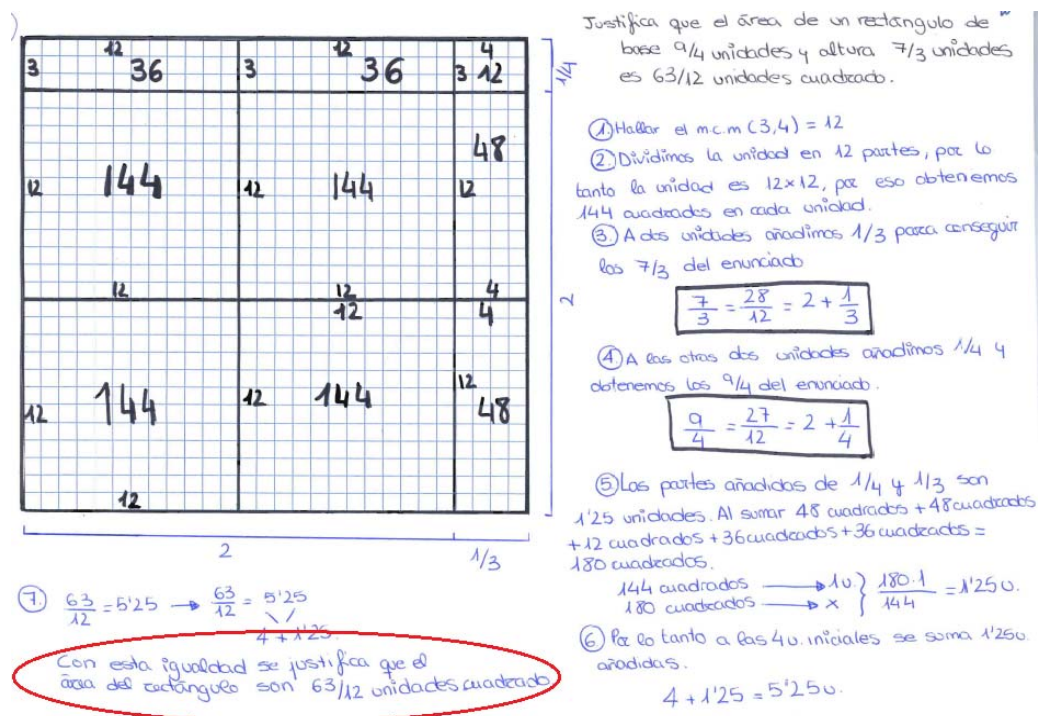 )
12 12 4
3 36 3 36 3 12
1/4
48
12 144 12 144 12
12 12 4
12 4
2
12
12 144 12 144 48
12
2 1/3
Justifica que el área de un rectángulo de
base 9/4 unidades y altura 7/3 unidades
es 63/12 unidades cuadrado.
1. Hallar el m.c.m (3,4) = 12
2. Dividimos la unidad en 12 partes, por lo
tanto la unidad es 12x12, por eso obtenemos
144 cuadrados en cada unidad.
3. A dos unidades añadimos 1/3 para conseguir
los 7/3 del enunciado
7/3 = 28/12 = 2 + 1/3
4 A las otras dos unidades añadimos 1/4 y
obtenemos los 9/4 del enunciado.
9/4 = 27/12 = 2 + 1/4
5 Las partes añadidas de 1/4 y 1/3 son
1'25 unidades. Al sumar 48 cuadrados + 48 cuadrados
+ 12 cuadrados + 36 cuadrados + 36 cuadrados =
180 cuadrados.
144 cuadrados → 1u } 180.1/144 = 1'25 u.
180 cuadrados → x
6 Por lo tanto a las 4 u. iniciales se suma 1'25 u.
añadidas.
4 + 1'25 = 5'25 u.
7. 63/12 = 5'25 → 63/12 = 5'25
4 + 1'25.
Con esta igualdad se justifica que el
área del rectángulo son 63/12 unidades cuadrado